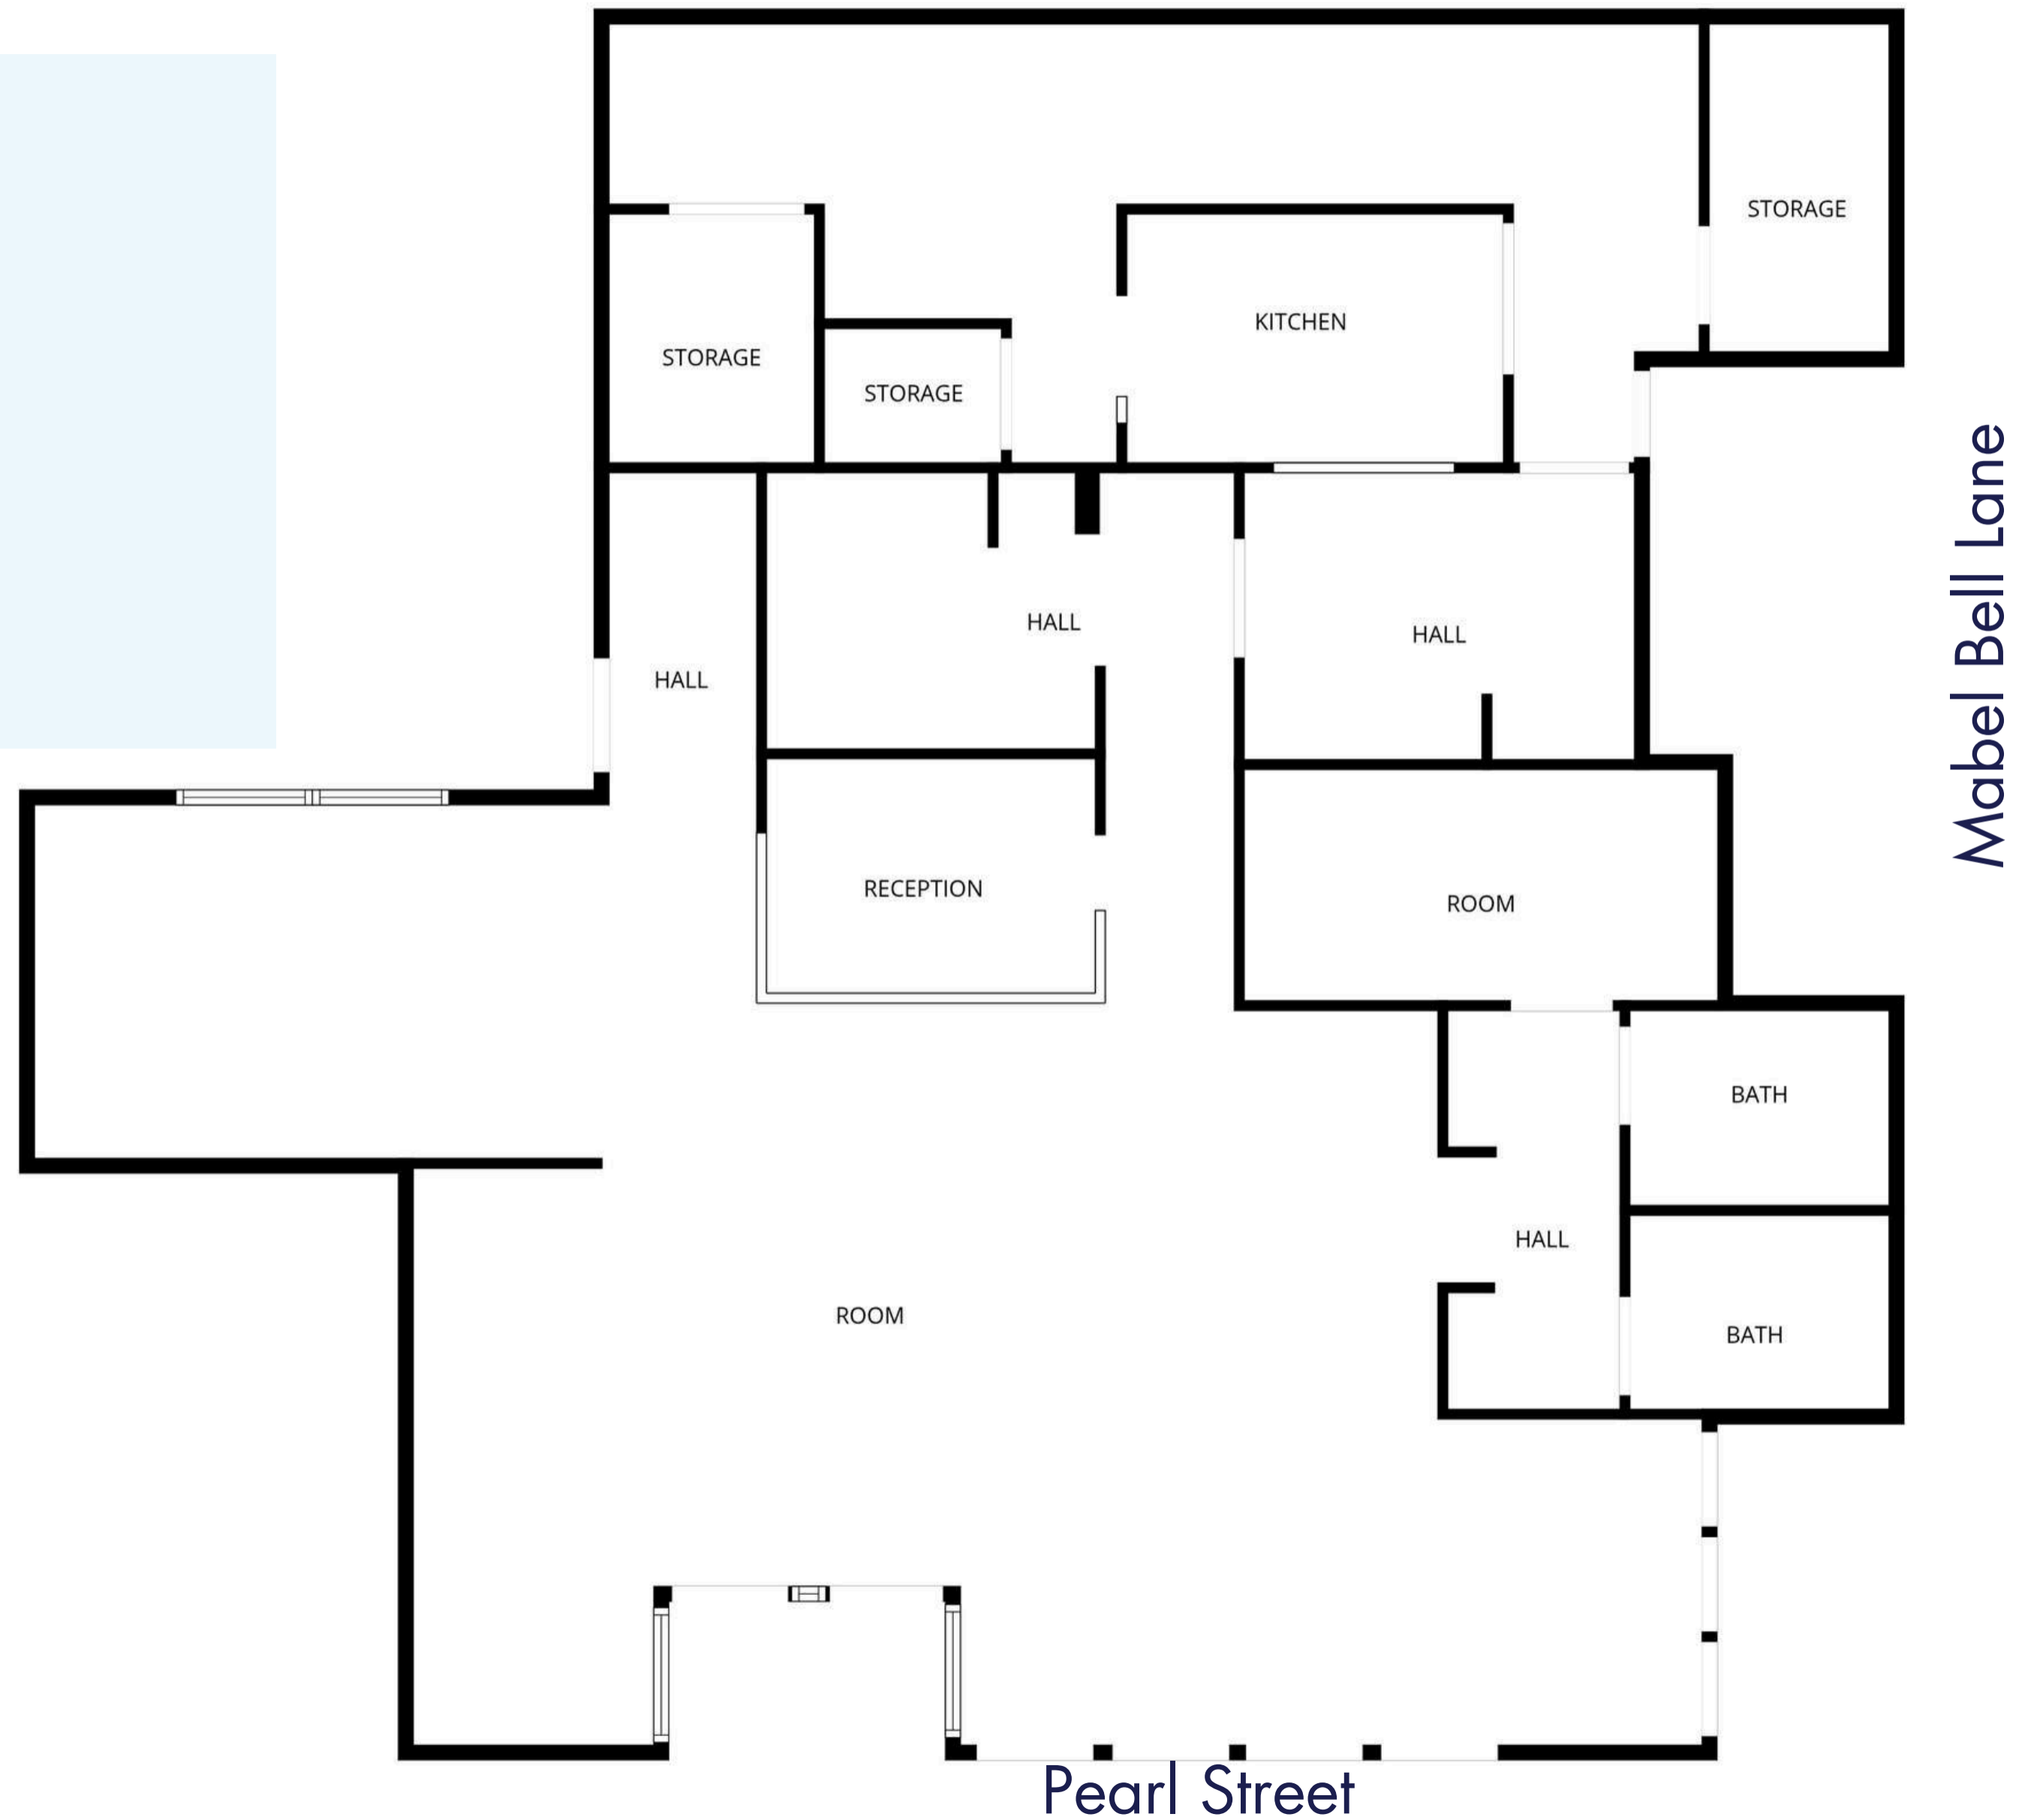 STORAGE
KITCHEN
STORAGE
STORAGE
HALL
HALL
HALL
Mabel Bell Lane
RECEPTION
ROOM
BATH
HALL
ROOM
BATH
Pearl Street